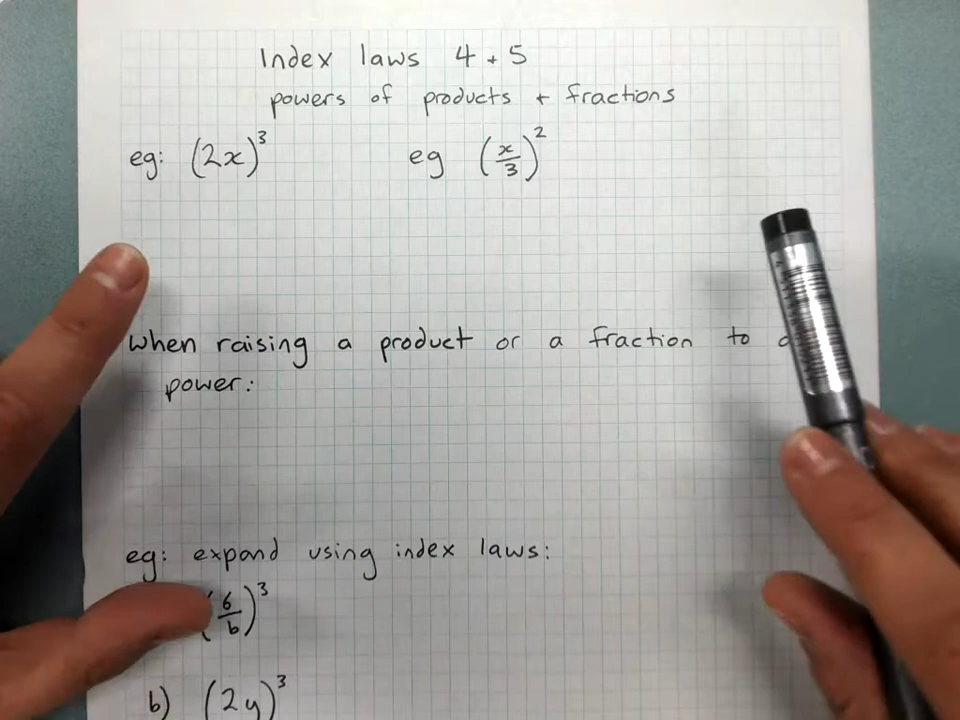 Index laws 4 + 5
powers of products + fractions
eg: (2x)³ eg (x/3)²
When raising a product or a fraction to
power:
eg: expand using index laws:
(6/b)³
b) (2y)³